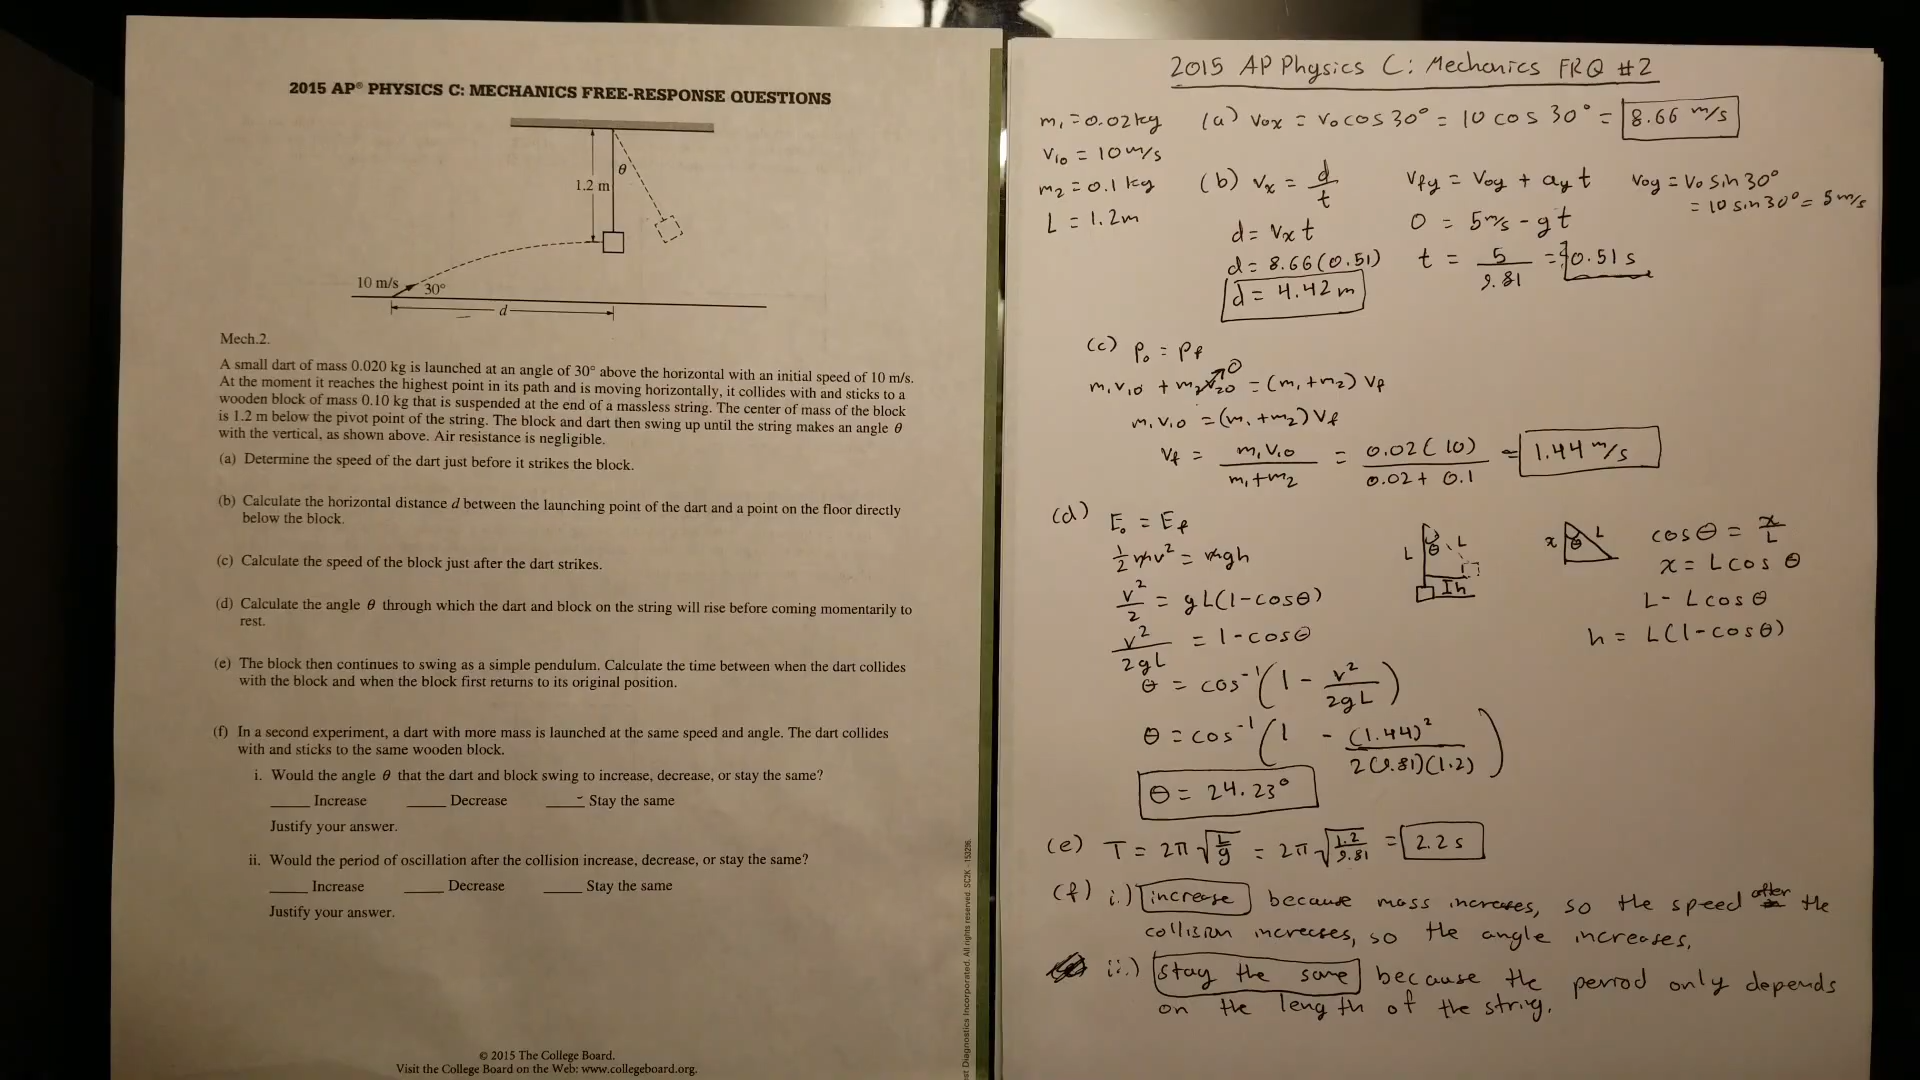 2015 AP® PHYSICS C: MECHANICS FREE-RESPONSE QUESTIONS
θ
1.2 m
10 m/s
30°
d
Mech.2.
A small dart of mass 0.020 kg is launched at an angle of 30° above the horizontal with an initial speed of 10 m/s.
At the moment it reaches the highest point in its path and is moving horizontally, it collides with and sticks to a
wooden block of mass 0.10 kg that is suspended at the end of a massless string. The center of mass of the block
is 1.2 m below the pivot point of the string. The block and dart then swing up until the string makes an angle θ
with the vertical, as shown above. Air resistance is negligible.
(a) Determine the speed of the dart just before it strikes the block.
(b) Calculate the horizontal distance d between the launching point of the dart and a point on the floor directly
below the block.
(c) Calculate the speed of the block just after the dart strikes.
(d) Calculate the angle θ through which the dart and block on the string will rise before coming momentarily to
rest.
(e) The block then continues to swing as a simple pendulum. Calculate the time between when the dart collides
with the block and when the block first returns to its original position.
(f) In a second experiment, a dart with more mass is launched at the same speed and angle. The dart collides
with and sticks to the same wooden block.
i. Would the angle θ that the dart and block swing to increase, decrease, or stay the same?
_____ Increase _____ Decrease _____ Stay the same
Justify your answer.
ii. Would the period of oscillation after the collision increase, decrease, or stay the same?
_____ Increase _____ Decrease _____ Stay the same
Justify your answer.
© 2015 The College Board.
Visit the College Board on the Web: www.collegeboard.org.
Diagnostics Incorporated. All rights reserved. SC2K - 153296
2015 AP Physics C: Mechanics FRQ #2
m₁ = 0.02 kg
v₁₀ = 10 m/s
m₂ = 0.1 kg
L = 1.2 m
(a) v₀x = v₀ cos 30° = 10 cos 30° = 8.66 m/s
(b) vx = d/t
d = vx t
d = 8.66 (0.51)
d = 4.42 m
vfy = v₀y + ay t
0 = 5 m/s - gt
t = 5/9.81 = 0.51 s
v₀y = v₀ sin 30°
= 10 sin 30° = 5 m/s
(c) p₀ = pf
m₁v₁₀ + m₂v₂₀ = (m₁ + m₂) vf
0
m₁v₁₀ = (m₁ + m₂) vf
vf = m₁v₁₀/m₁+m₂ = 0.02(10)/0.02 + 0.1 = 1.44 m/s
(d) E₀ = Ef
½mv² = mgh
v²/2 = gL(1-cosθ)
v²/2gL = 1-cosθ
θ = cos⁻¹(1 - v²/2gL)
θ = cos⁻¹(1 - (1.44)²/2(9.81)(1.2))
θ = 24.23°
L θ L
h
x θ L
cosθ = x/L
x = L cos θ
L - L cos θ
h = L(1-cosθ)
(e) T = 2π√L/g = 2π√1.2/9.81 = 2.2 s
(f) i.) increase because mass increases, so the speed after the
collision increases, so the angle increases.
ii.) stay the same because the period only depends
on the length of the string.